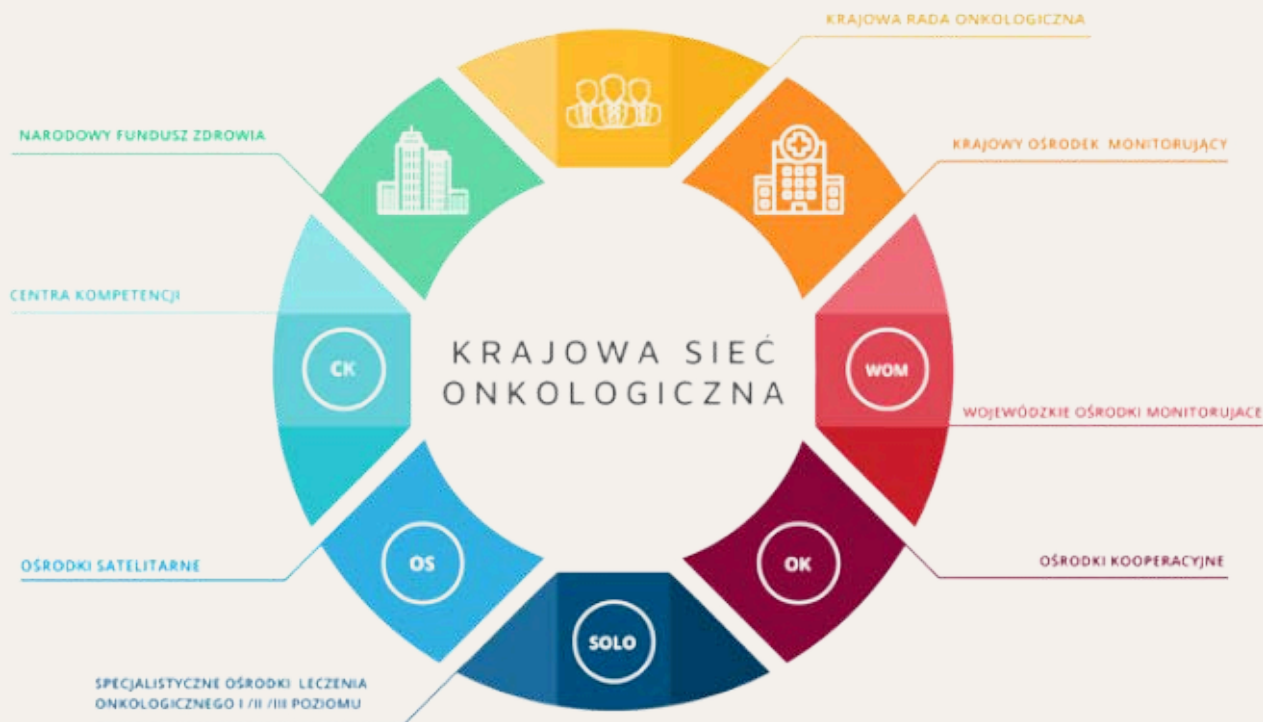 KRAJOWA RADA ONKOLOGICZNA
NARODOWY FUNDUSZ ZDROWIA
KRAJOWY OŚRODEK MONITORUJĄCY
CENTRA KOMPETENCJI
KRAJOWA SIEĆ
ONKOLOGICZNA
CK
WOM
WOJEWÓDZKIE OŚRODKI MONITORUJACE
OŚRODKI SATELITARNE
OS
OK
OŚRODKI KOOPERACYJNE
SOLO
SPECJALISTYCZNE OŚRODKI LECZENIA
ONKOLOGICZNEGO I /II /III POZIOMU